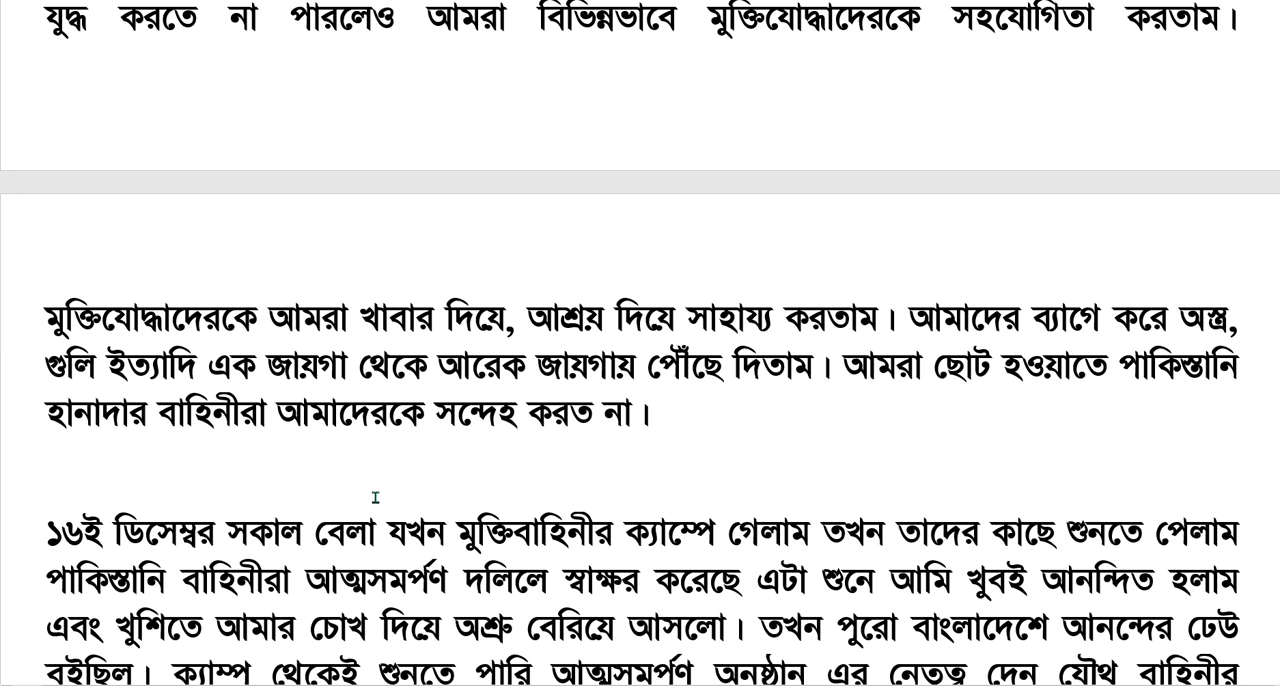 যুদ্ধ করতে না পারলেও আমরা বিভিন্নভাবে মুক্তিযোদ্ধাদেরকে সহযোগিতা করতাম।
মুক্তিযোদ্ধাদেরকে আমরা খাবার দিয়ে, আশ্রয় দিয়ে সাহায্য করতাম। আমাদের ব্যাগে করে অস্ত্র,
গুলি ইত্যাদি এক জায়গা থেকে আরেক জায়গায় পৌঁছে দিতাম। আমরা ছোট হওয়াতে পাকিস্তানি
হানাদার বাহিনীরা আমাদেরকে সন্দেহ করত না।
১৬ই ডিসেম্বর সকাল বেলা যখন মুক্তিবাহিনীর ক্যাম্পে গেলাম তখন তাদের কাছে শুনতে পেলাম
পাকিস্তানি বাহিনীরা আত্মসমর্পণ দলিলে স্বাক্ষর করেছে এটা শুনে আমি খুবই আনন্দিত হলাম
এবং খুশিতে আমার চোখ দিয়ে অশ্রু বেরিয়ে আসলো। তখন পুরো বাংলাদেশে আনন্দের ঢেউ
বইছিল। ক্যাম্প থেকেই শুনতে পারি আত্মসমর্পণ অনুষ্ঠান এর নেতৃত্ব দেন যৌথ বাহিনীর